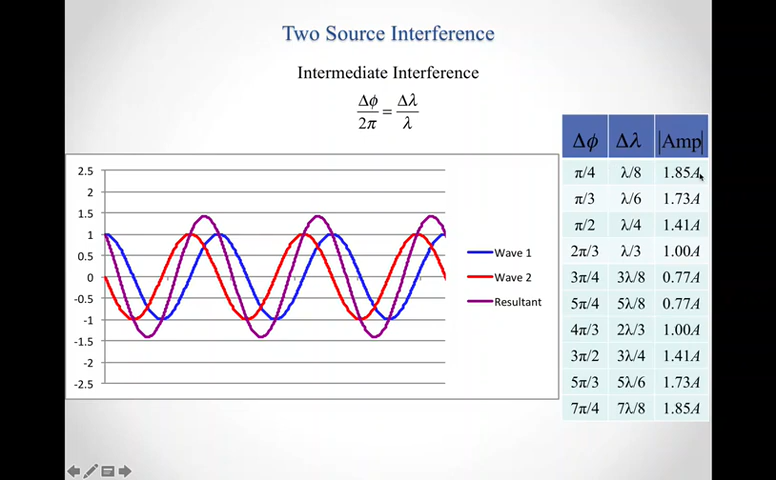 Two Source Interference
Intermediate Interference
Δϕ/2π = Δλ/λ
2.5
2
1.5
1
0.5
0
-0.5
-1
-1.5
-2
-2.5
Wave 1
Wave 2
Resultant
Δϕ Δλ |Amp|
π/4 λ/8 1.85A
π/3 λ/6 1.73A
π/2 λ/4 1.41A
2π/3 λ/3 1.00A
3π/4 3λ/8 0.77A
5π/4 5λ/8 0.77A
4π/3 2λ/3 1.00A
3π/2 3λ/4 1.41A
5π/3 5λ/6 1.73A
7π/4 7λ/8 1.85A